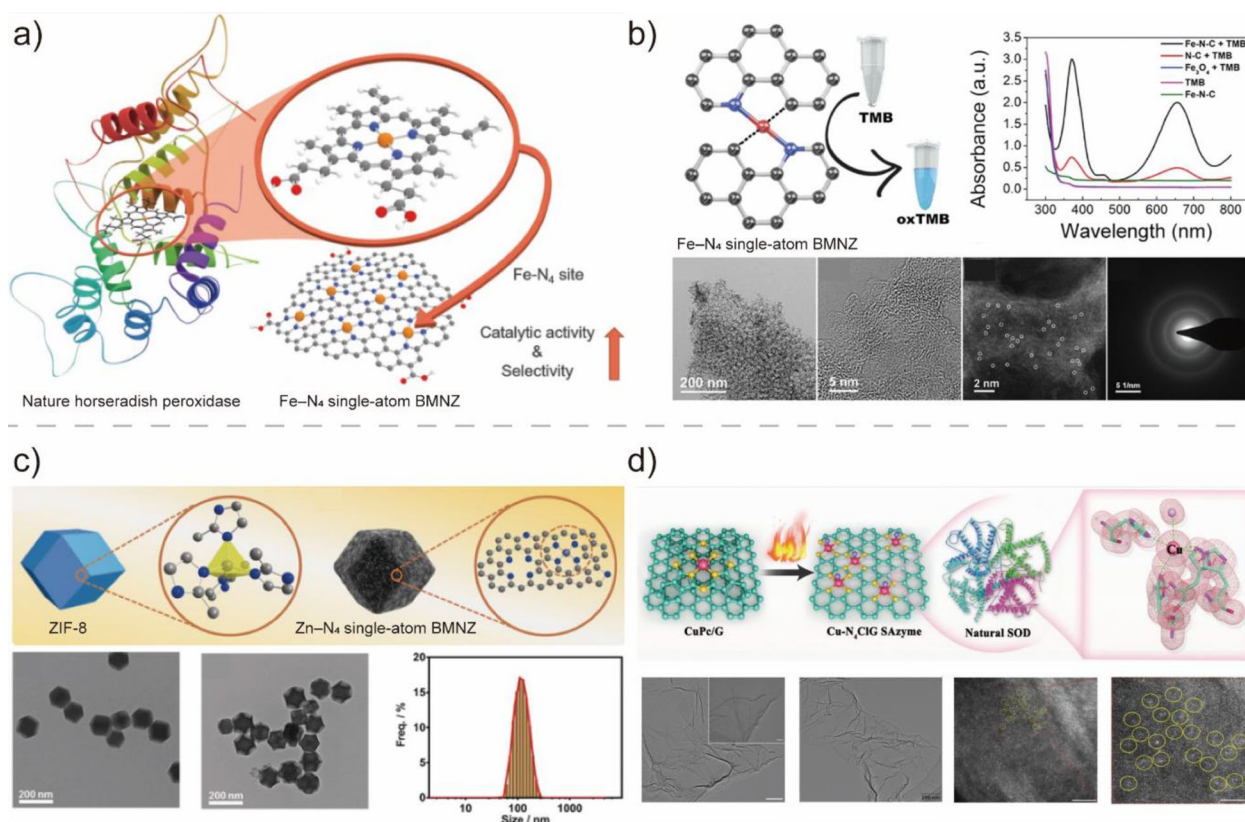 a)
Fe-N₄ site
Catalytic activity
&
Selectivity
Nature horseradish peroxidase
Fe–N₄ single-atom BMNZ
b)
TMB
oxTMB
Fe–N₄ single-atom BMNZ
Absorbance (a.u.)
3.5
3.0
2.5
2.0
1.5
1.0
0.5
0.0
Fe-N-C + TMB
N-C + TMB
Fe₃O₄ + TMB
TMB
Fe-N-C
300 400 500 600 700 800
Wavelength (nm)
200 nm
5 nm
2 nm
5 1/nm
c)
ZIF-8
Zn–N₄ single-atom BMNZ
200 nm
200 nm
Freq. / %
20
15
10
5
0
10 100 1000
Size / nm
d)
CuPc/G
Cu-N₄ClG SAzyme
Natural SOD
Cu